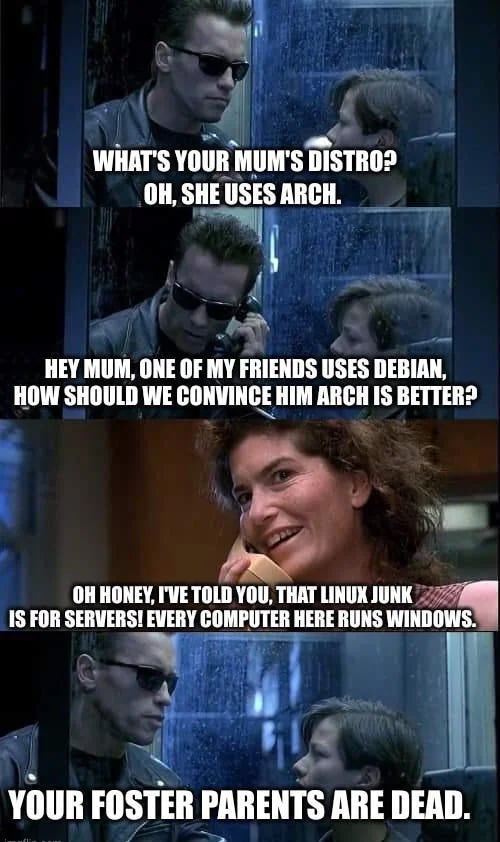 WHAT'S YOUR MUM'S DISTRO?
OH, SHE USES ARCH.
HEY MUM, ONE OF MY FRIENDS USES DEBIAN,
HOW SHOULD WE CONVINCE HIM ARCH IS BETTER?
OH HONEY, I'VE TOLD YOU, THAT LINUX JUNK
IS FOR SERVERS! EVERY COMPUTER HERE RUNS WINDOWS.
YOUR FOSTER PARENTS ARE DEAD.